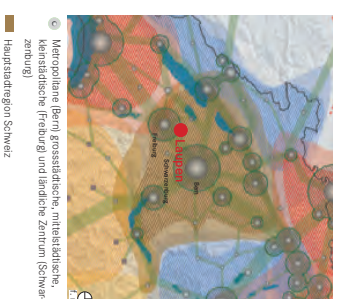 Laupen
Bern
Freiburg
Schwarzenburg
C Metropolitane (Bern) grossstädtische, mittelstädtische,
kleinstädtische (Freiburg) und ländliche Zentrum (Schwar-
zenburg)
Hauptstadtregion Schweiz